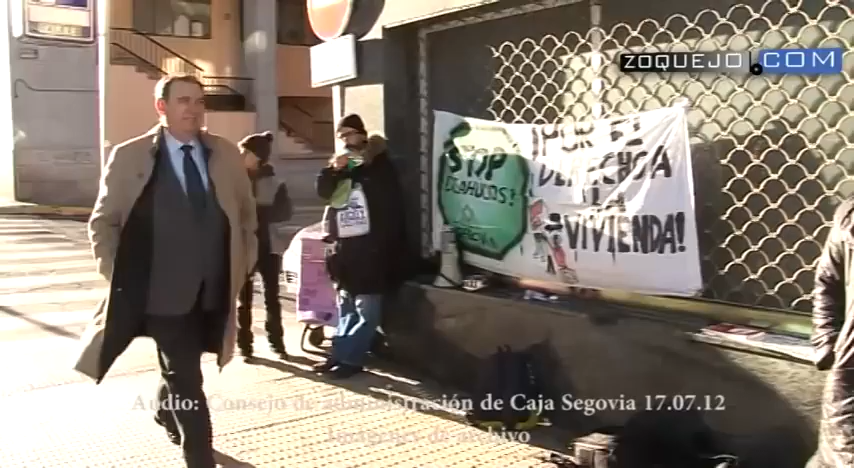 ZOQUEJO.COM
¡POR EL
STOP
DESAHUCIOS!
DERECHO A
LA
VIVIENDA!
Audio: Consejo de administración de Caja Segovia 17.07.12
Imágenes de archivo